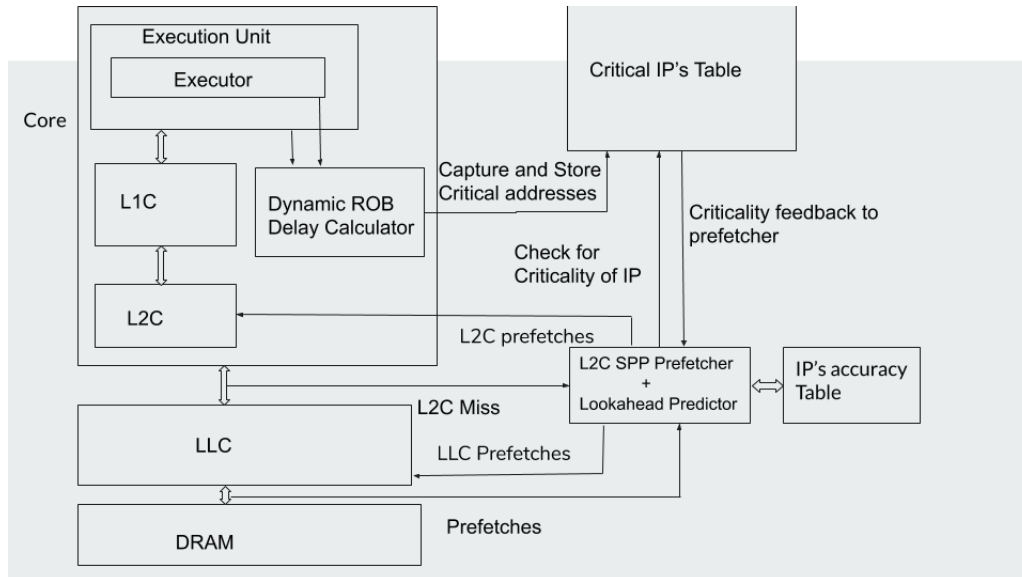 Execution Unit
Executor
Core
L1C
Dynamic ROB
Delay Calculator
L2C
Critical IP's Table
Capture and Store
Critical addresses
Check for
Criticality of IP
Criticality feedback to
prefetcher
L2C prefetches
L2C SPP Prefetcher
+
Lookahead Predictor
IP's accuracy
Table
L2C Miss
LLC
LLC Prefetches
DRAM
Prefetches